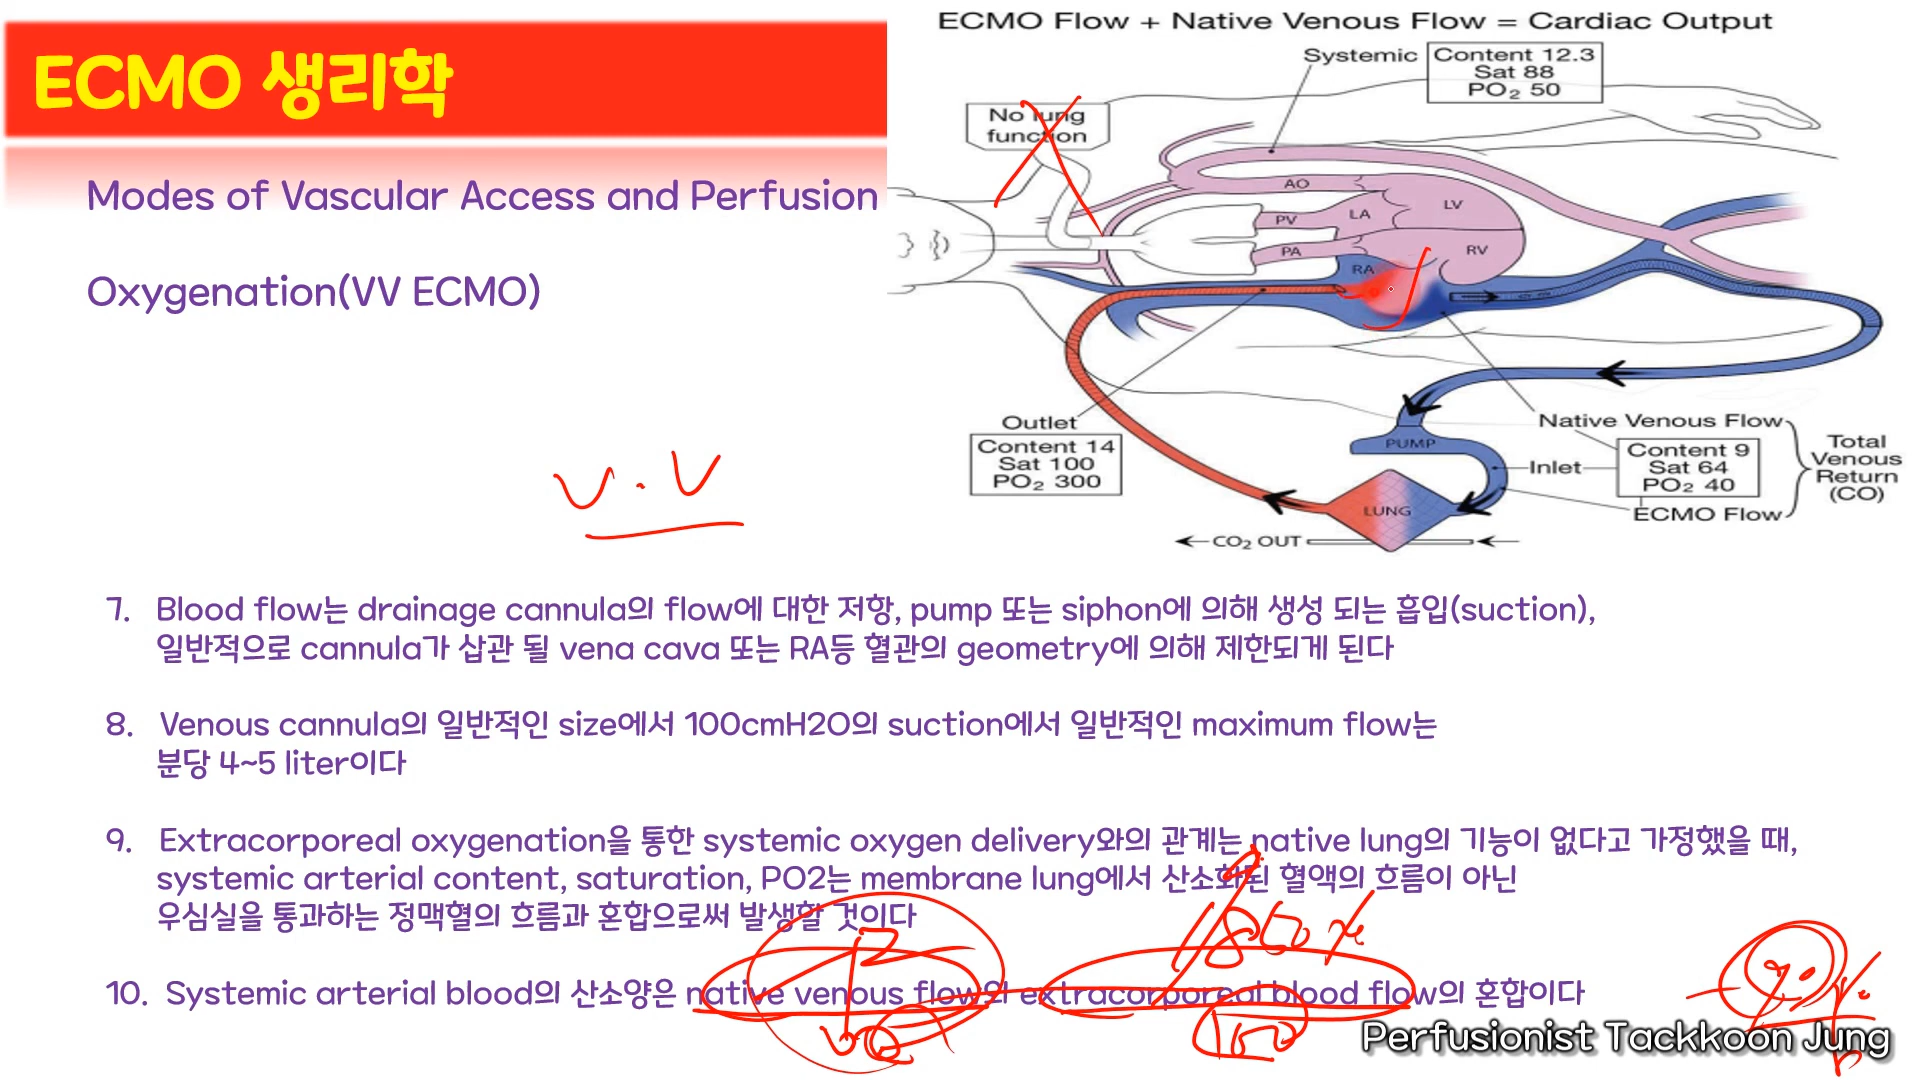 ECMO 생리학
Modes of Vascular Access and Perfusion
Oxygenation(VV ECMO)
ECMO Flow + Native Venous Flow = Cardiac Output
Systemic
Content 12.3
Sat 88
PO₂ 50
No lung
function
AO
LV
LA
PV
PA
RV
RA
Outlet
Content 14
Sat 100
PO₂ 300
PUMP
LUNG
CO₂ OUT
Native Venous Flow
Inlet
Content 9
Sat 64
PO₂ 40
ECMO Flow
Total
Venous
Return
(CO)
V . V
7. Blood flow는 drainage cannula의 flow에 대한 저항, pump 또는 siphon에 의해 생성 되는 흡입(suction),
일반적으로 cannula가 삽관 될 vena cava 또는 RA등 혈관의 geometry에 의해 제한되게 된다
8. Venous cannula의 일반적인 size에서 100cmH2O의 suction에서 일반적인 maximum flow는
분당 4~5 liter이다
9. Extracorporeal oxygenation을 통한 systemic oxygen delivery와의 관계는 native lung의 기능이 없다고 가정했을 때,
systemic arterial content, saturation, PO2는 membrane lung에서 산소화된 혈액의 흐름이 아닌
우심실을 통과하는 정맥혈의 흐름과 혼합으로써 발생할 것이다
10. Systemic arterial blood의 산소양은 native venous flow와 extracorporeal blood flow의 혼합이다
100
Perfusionist Tackkoon Jung